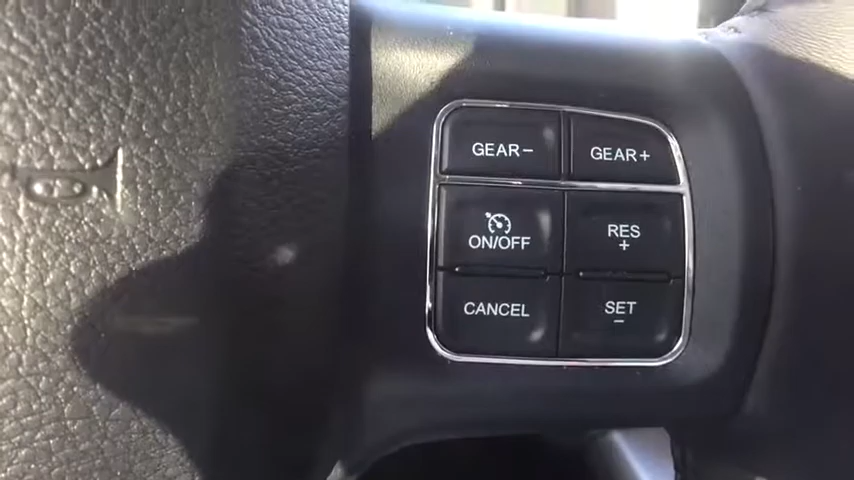 GEAR− GEAR+
ON/OFF RES
+
CANCEL SET
−